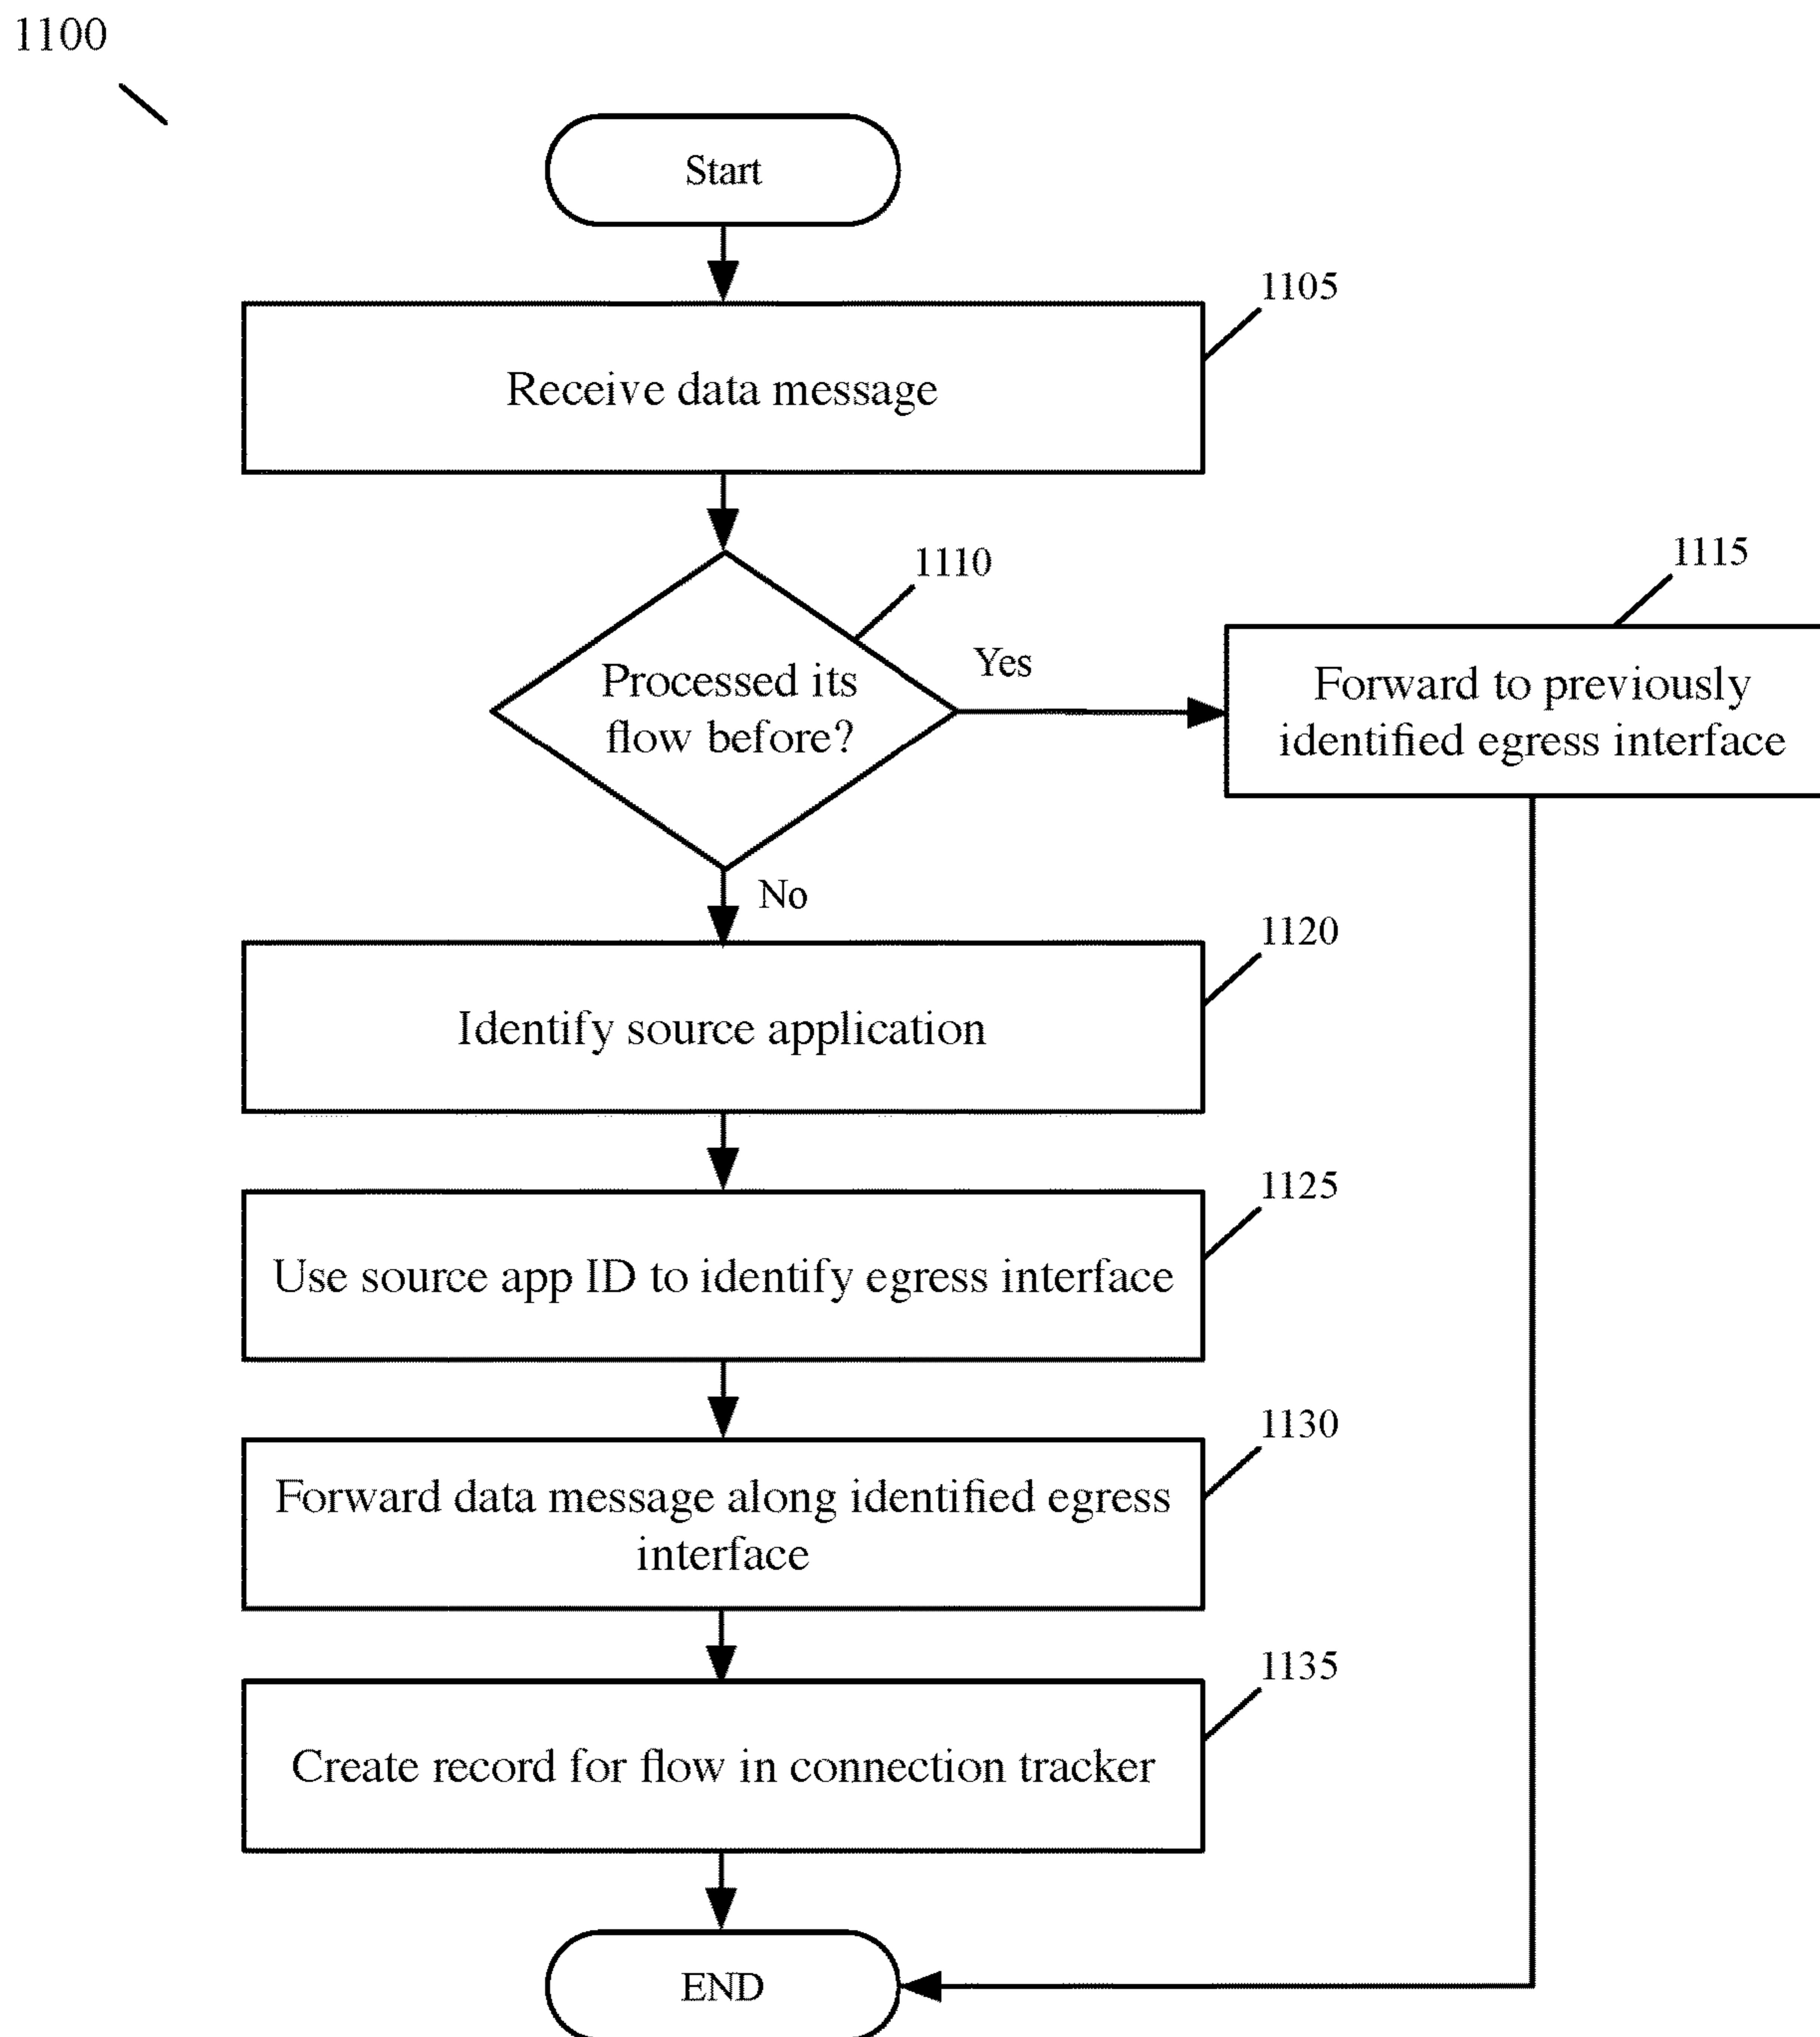 1100
Start
1105
Receive data message
1110
1115
Processed its
flow before?
Yes
Forward to previously
identified egress interface
No
1120
Identify source application
1125
Use source app ID to identify egress interface
1130
Forward data message along identified egress
interface
1135
Create record for flow in connection tracker
END